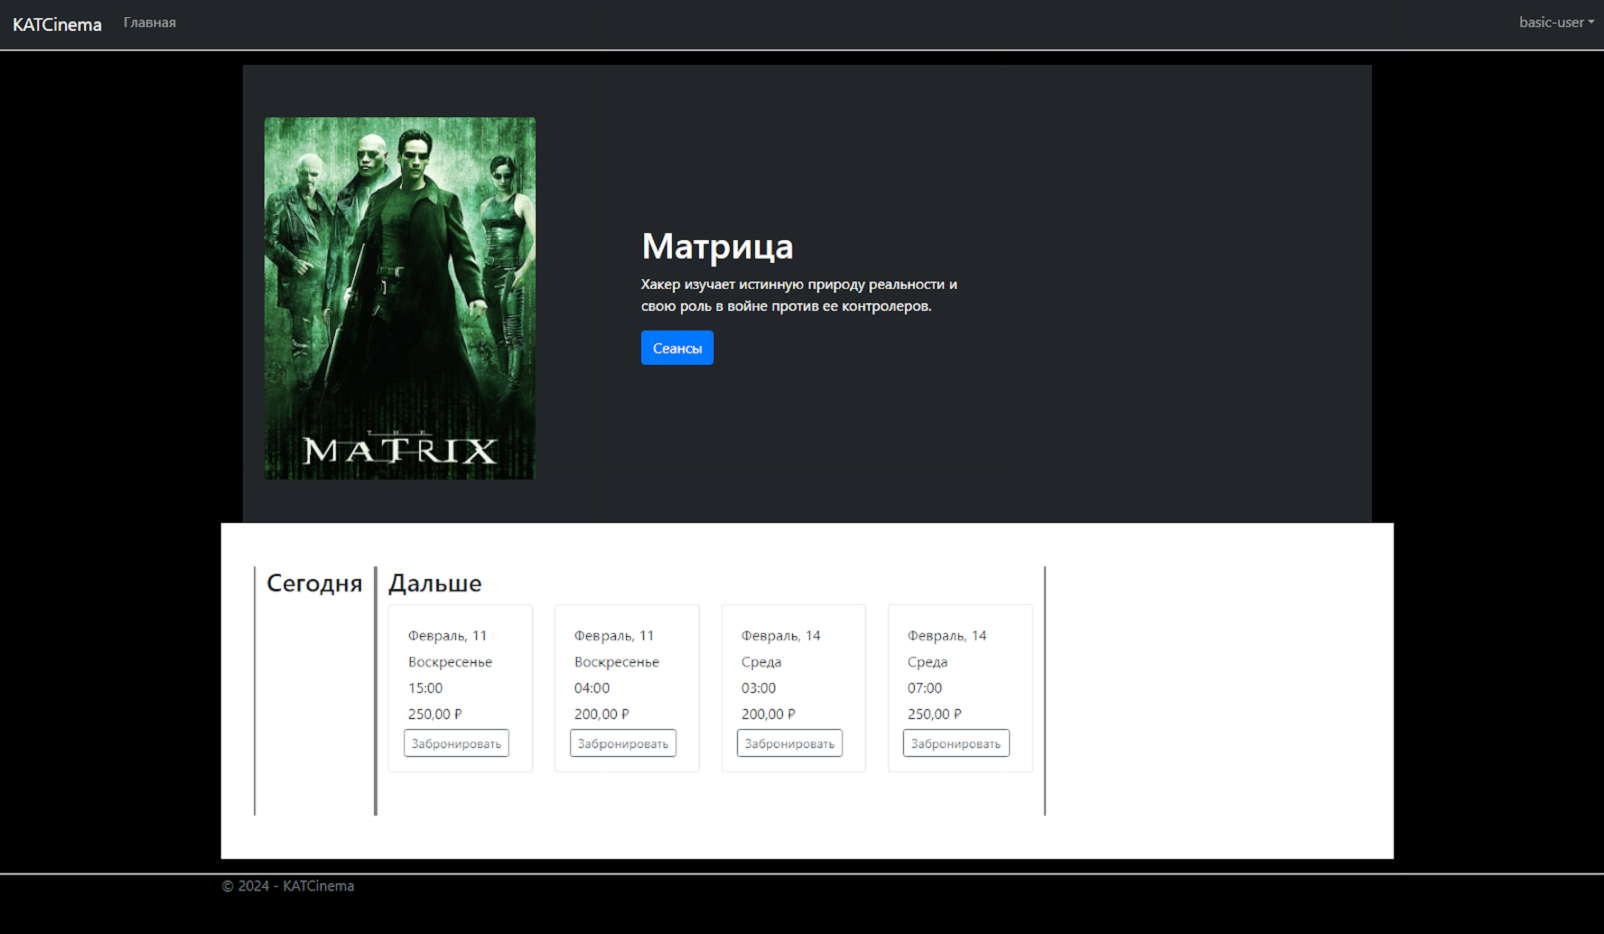 KATCinema
Главная
basic-user
THE
MATRIX
Матрица
Хакер изучает истинную природу реальности и
свою роль в войне против ее контролеров.
Сеансы
Сегодня
Дальше
Февраль, 11
Воскресенье
15:00
250,00 ₽
Забронировать
Февраль, 11
Воскресенье
04:00
200,00 ₽
Забронировать
Февраль, 14
Среда
03:00
200,00 ₽
Забронировать
Февраль, 14
Среда
07:00
250,00 ₽
Забронировать
© 2024 - KATCinema